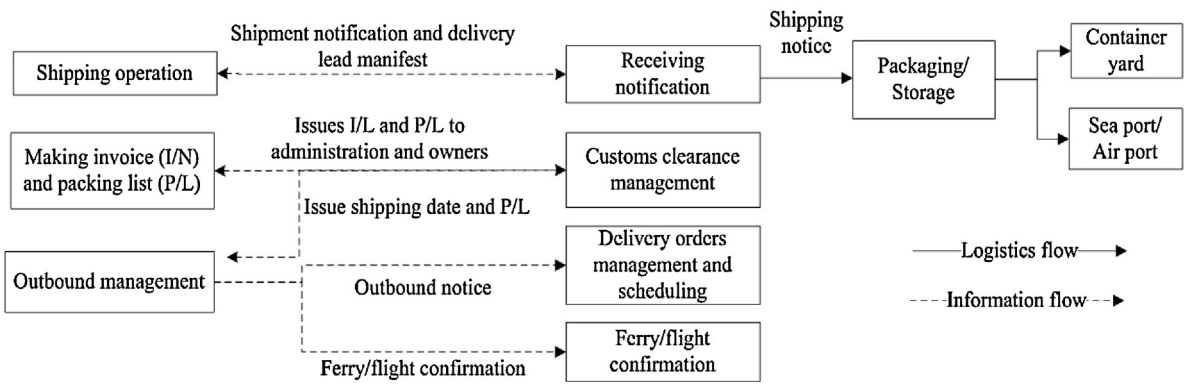 Shipment notification and delivery
lead manifest
Shipping operation
Receiving
notification
Shipping
notice
Packaging/
Storage
Container
yard
Sea port/
Air port
Issues I/L and P/L to
administration and owners
Making invoice (I/N)
and packing list (P/L)
Customs clearance
management
Issue shipping date and P/L
Outbound management
Outbound notice
Delivery orders
management and
scheduling
Ferry/flight confirmation
Ferry/flight
confirmation
Logistics flow
Information flow